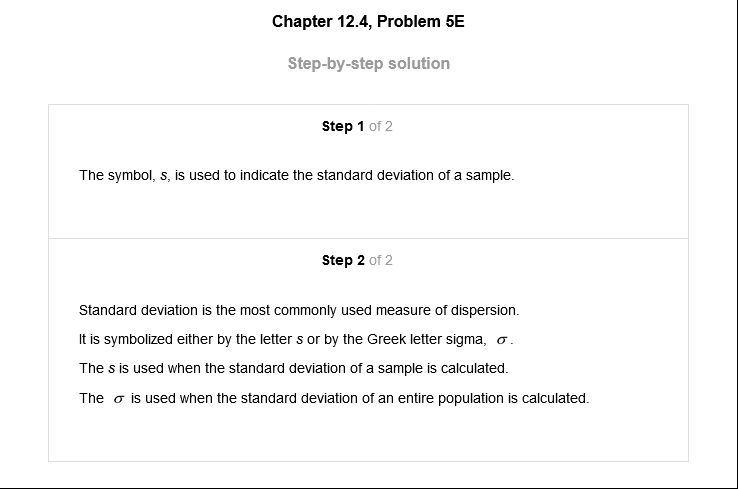 Chapter 12.4, Problem 5E
Step-by-step solution
Step 1 of 2
The symbol, s, is used to indicate the standard deviation of a sample.
Step 2 of 2
Standard deviation is the most commonly used measure of dispersion.
It is symbolized either by the letter s or by the Greek letter sigma, σ.
The s is used when the standard deviation of a sample is calculated.
The σ is used when the standard deviation of an entire population is calculated.